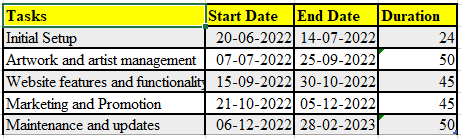 Tasks Start Date End Date Duration
Initial Setup 20-06-2022 14-07-2022 24
Artwork and artist management 07-07-2022 25-09-2022 50
Website features and functionality 15-09-2022 30-10-2022 45
Marketing and Promotion 21-10-2022 05-12-2022 45
Maintenance and updates 06-12-2022 28-02-2023 50